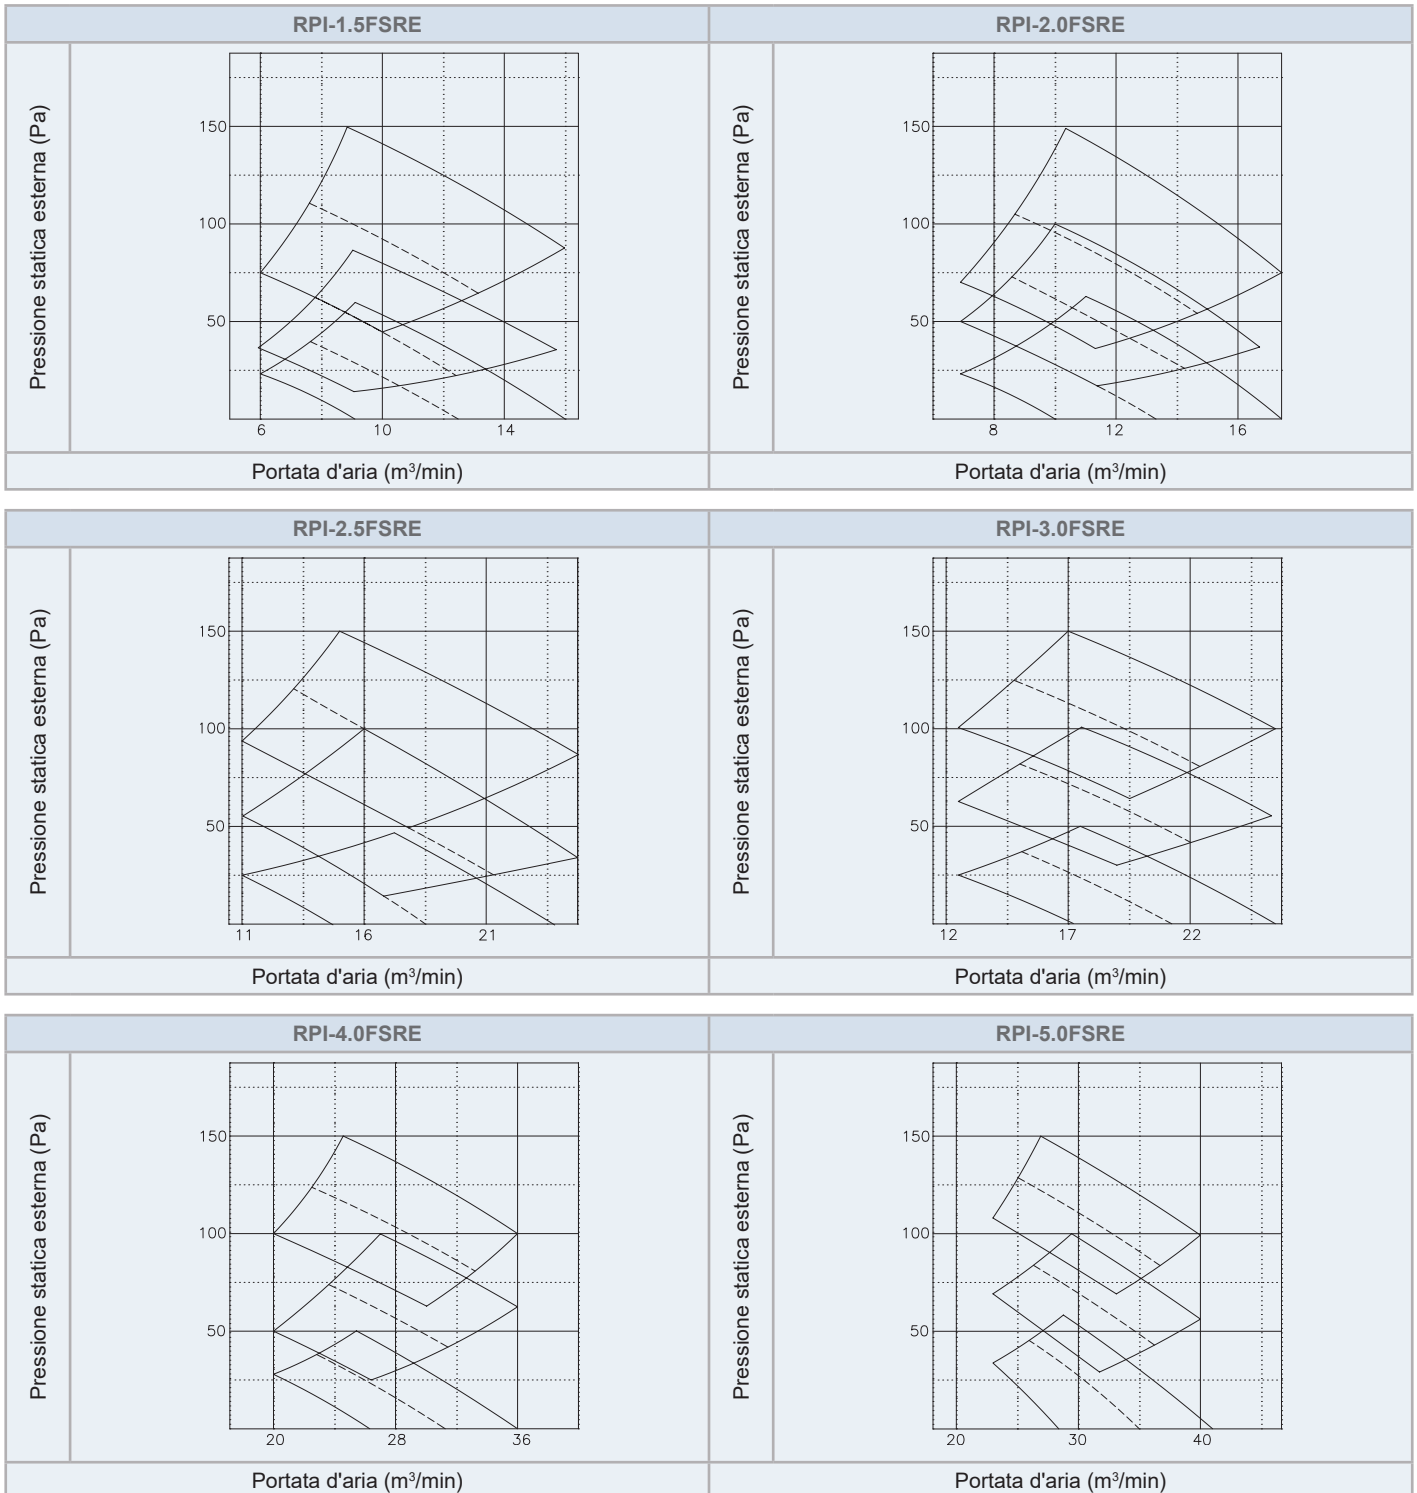 RPI-1.5FSRE
RPI-2.0FSRE
Pressione statica esterna (Pa)
150
100
50
6 10 14
Pressione statica esterna (Pa)
150
100
50
8 12 16
Portata d'aria (m³/min)
Portata d'aria (m³/min)
RPI-2.5FSRE
RPI-3.0FSRE
Pressione statica esterna (Pa)
150
100
50
11 16 21
Pressione statica esterna (Pa)
150
100
50
12 17 22
Portata d'aria (m³/min)
Portata d'aria (m³/min)
RPI-4.0FSRE
RPI-5.0FSRE
Pressione statica esterna (Pa)
150
100
50
20 28 36
Pressione statica esterna (Pa)
150
100
50
20 30 40
Portata d'aria (m³/min)
Portata d'aria (m³/min)